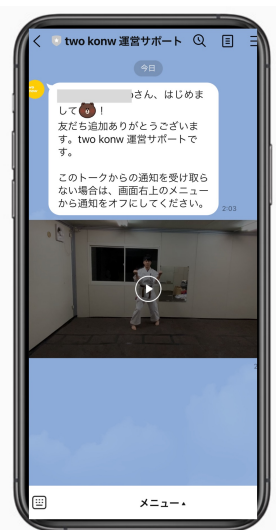 two konw 運営サポート
今日
さん、はじめま
して！
友だち追加ありがとうございま
す。two konw 運営サポートで
す。
このトークからの通知を受け取ら
ない場合は、画面右上のメニュー
から通知をオフにしてください。
2:03
メニュー▲